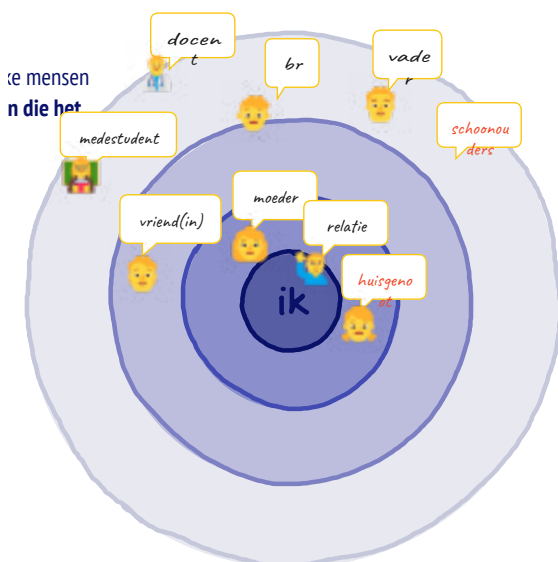 docen
t
br
vade
r
ke mensen
n die het
schoonou
ders
medestudent
moeder
vriend(in)
relatie
huisgeno
ot
ik